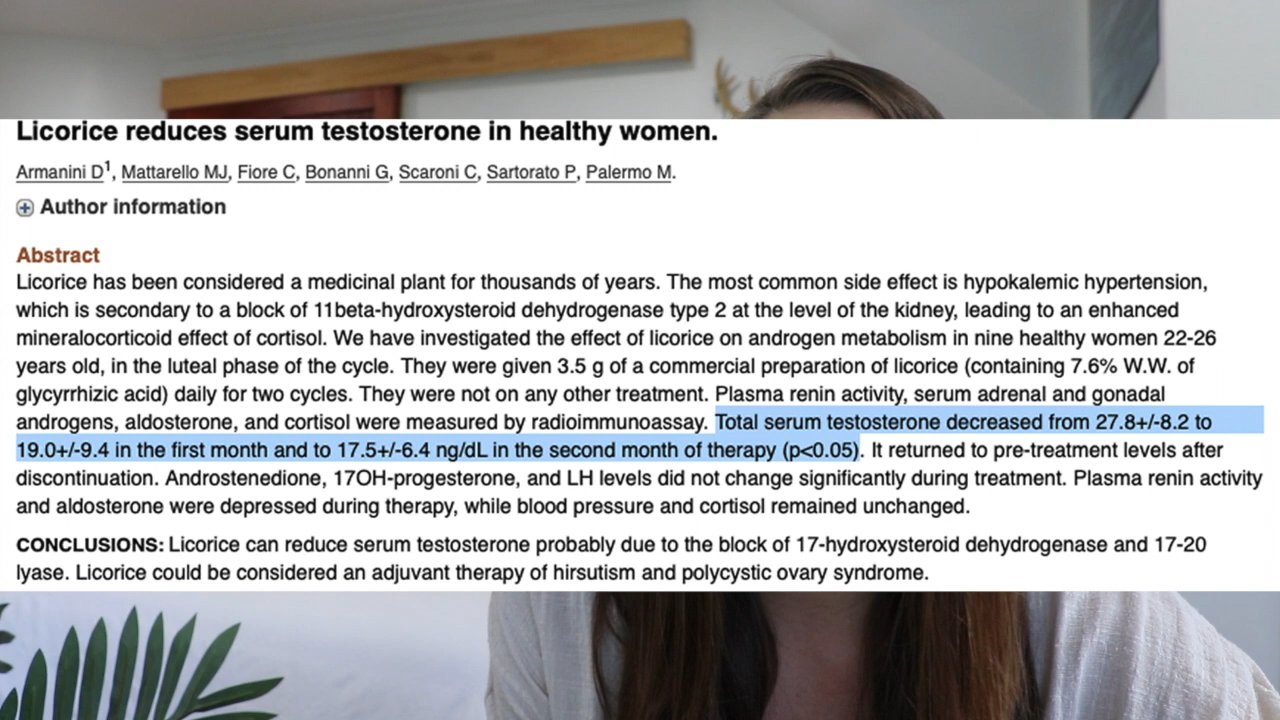 Licorice reduces serum testosterone in healthy women.
Armanini D1, Mattarello MJ, Fiore C, Bonanni G, Scaroni C, Sartorato P, Palermo M.
Author information
Abstract
Licorice has been considered a medicinal plant for thousands of years. The most common side effect is hypokalemic hypertension,
which is secondary to a block of 11beta-hydroxysteroid dehydrogenase type 2 at the level of the kidney, leading to an enhanced
mineralocorticoid effect of cortisol. We have investigated the effect of licorice on androgen metabolism in nine healthy women 22-26
years old, in the luteal phase of the cycle. They were given 3.5 g of a commercial preparation of licorice (containing 7.6% W.W. of
glycyrrhizic acid) daily for two cycles. They were not on any other treatment. Plasma renin activity, serum adrenal and gonadal
androgens, aldosterone, and cortisol were measured by radioimmunoassay. Total serum testosterone decreased from 27.8+/-8.2 to
19.0+/-9.4 in the first month and to 17.5+/-6.4 ng/dL in the second month of therapy (p<0.05). It returned to pre-treatment levels after
discontinuation. Androstenedione, 17OH-progesterone, and LH levels did not change significantly during treatment. Plasma renin activity
and aldosterone were depressed during therapy, while blood pressure and cortisol remained unchanged.
CONCLUSIONS: Licorice can reduce serum testosterone probably due to the block of 17-hydroxysteroid dehydrogenase and 17-20
lyase. Licorice could be considered an adjuvant therapy of hirsutism and polycystic ovary syndrome.